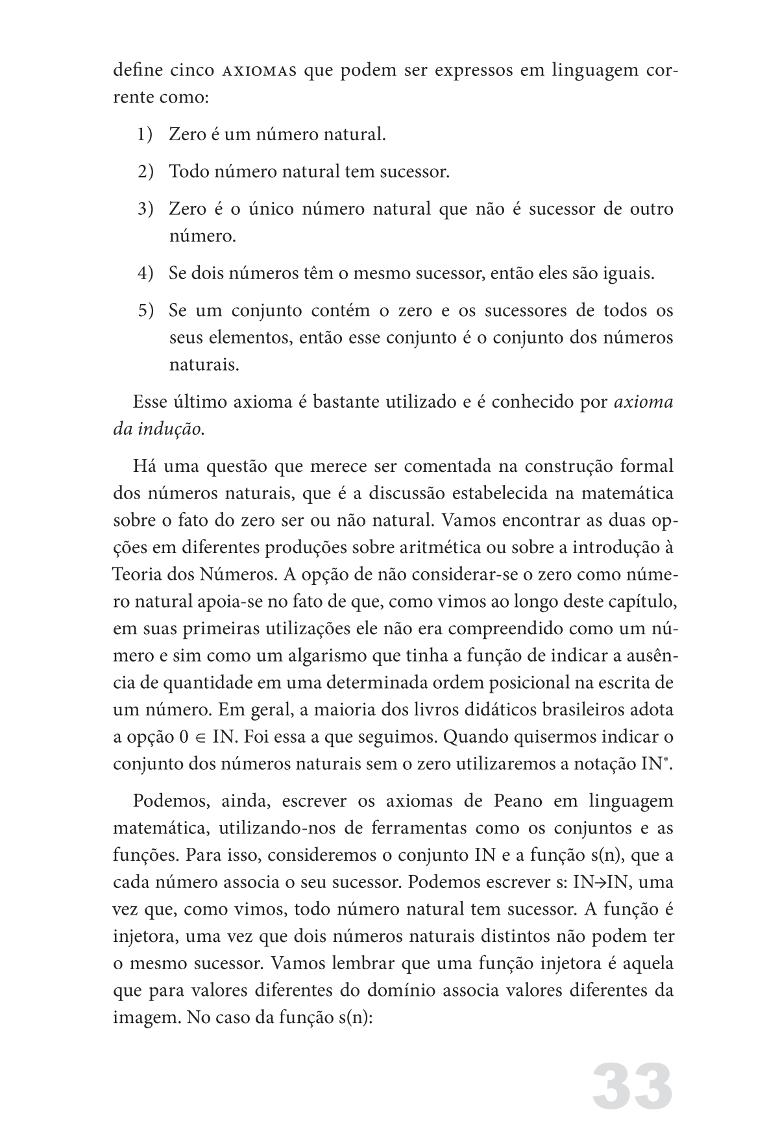 define cinco AXIOMAS que podem ser expressos em linguagem cor-
rente como:
1) Zero é um número natural.
2) Todo número natural tem sucessor.
3) Zero é o único número natural que não é sucessor de outro
número.
4) Se dois números têm o mesmo sucessor, então eles são iguais.
5) Se um conjunto contém o zero e os sucessores de todos os
seus elementos, então esse conjunto é o conjunto dos números
naturais.
Esse último axioma é bastante utilizado e é conhecido por axioma
da indução.
Há uma questão que merece ser comentada na construção formal
dos números naturais, que é a discussão estabelecida na matemática
sobre o fato do zero ser ou não natural. Vamos encontrar as duas op-
ções em diferentes produções sobre aritmética ou sobre a introdução à
Teoria dos Números. A opção de não considerar-se o zero como núme-
ro natural apoia-se no fato de que, como vimos ao longo deste capítulo,
em suas primeiras utilizações ele não era compreendido como um nú-
mero e sim como um algarismo que tinha a função de indicar a ausên-
cia de quantidade em uma determinada ordem posicional na escrita de
um número. Em geral, a maioria dos livros didáticos brasileiros adota
a opção 0 ∈ IN. Foi essa a que seguimos. Quando quisermos indicar o
conjunto dos números naturais sem o zero utilizaremos a notação IN*.
Podemos, ainda, escrever os axiomas de Peano em linguagem
matemática, utilizando-nos de ferramentas como os conjuntos e as
funções. Para isso, consideremos o conjunto IN e a função s(n), que a
cada número associa o seu sucessor. Podemos escrever s: IN→IN, uma
vez que, como vimos, todo número natural tem sucessor. A função é
injetora, uma vez que dois números naturais distintos não podem ter
o mesmo sucessor. Vamos lembrar que uma função injetora é aquela
que para valores diferentes do domínio associa valores diferentes da
imagem. No caso da função s(n):
33